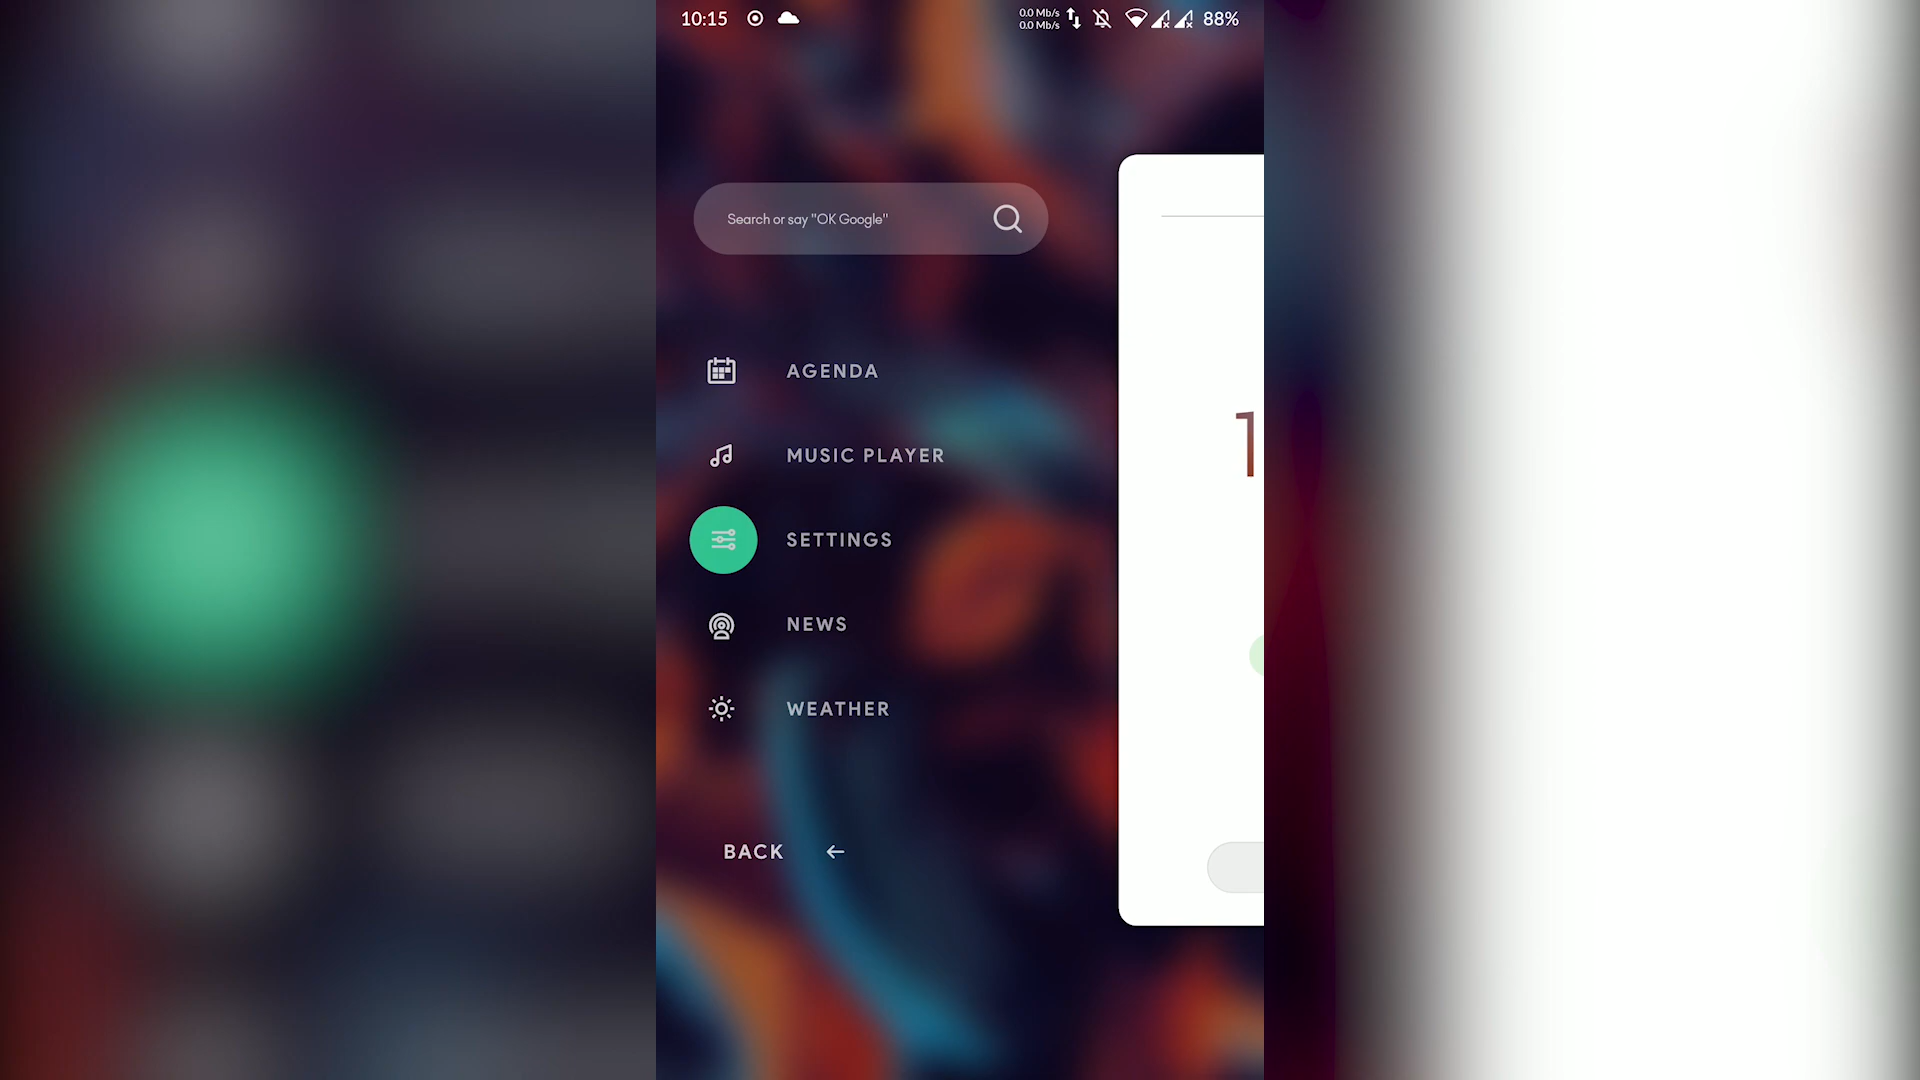 10:15
0.0 Mb/s
0.0 Mb/s
88%
Search or say "OK Google"
AGENDA
MUSIC PLAYER
1
SETTINGS
NEWS
WEATHER
BACK